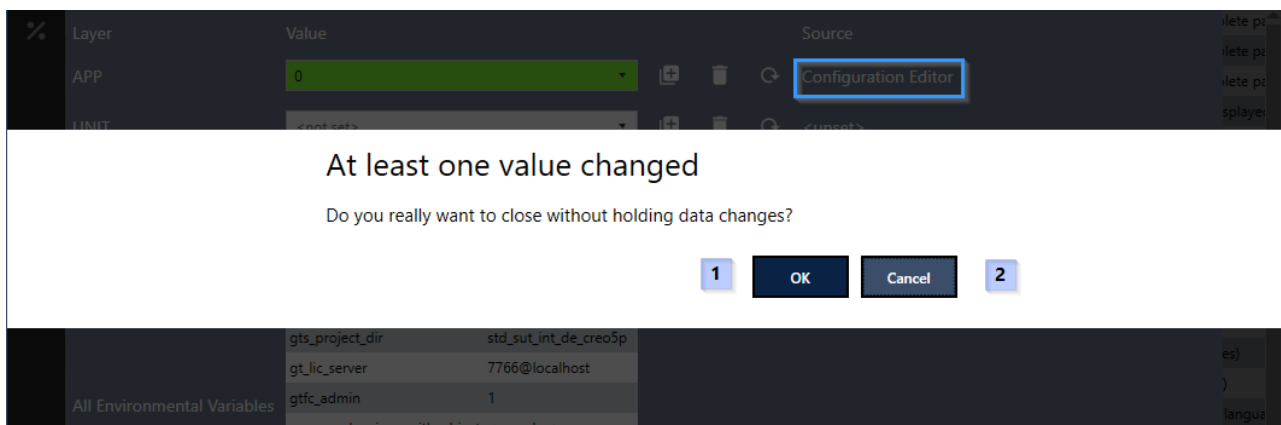 Layer Value Source
APP 0 Configuration Editor
UNIT <not set> <unset>
At least one value changed
Do you really want to close without holding data changes?
1 OK Cancel 2
gts_project_dir std_sut_int_de_creo5p
gt_lic_server 7766@localhost
gtfc_admin 1
All Environmental Variables